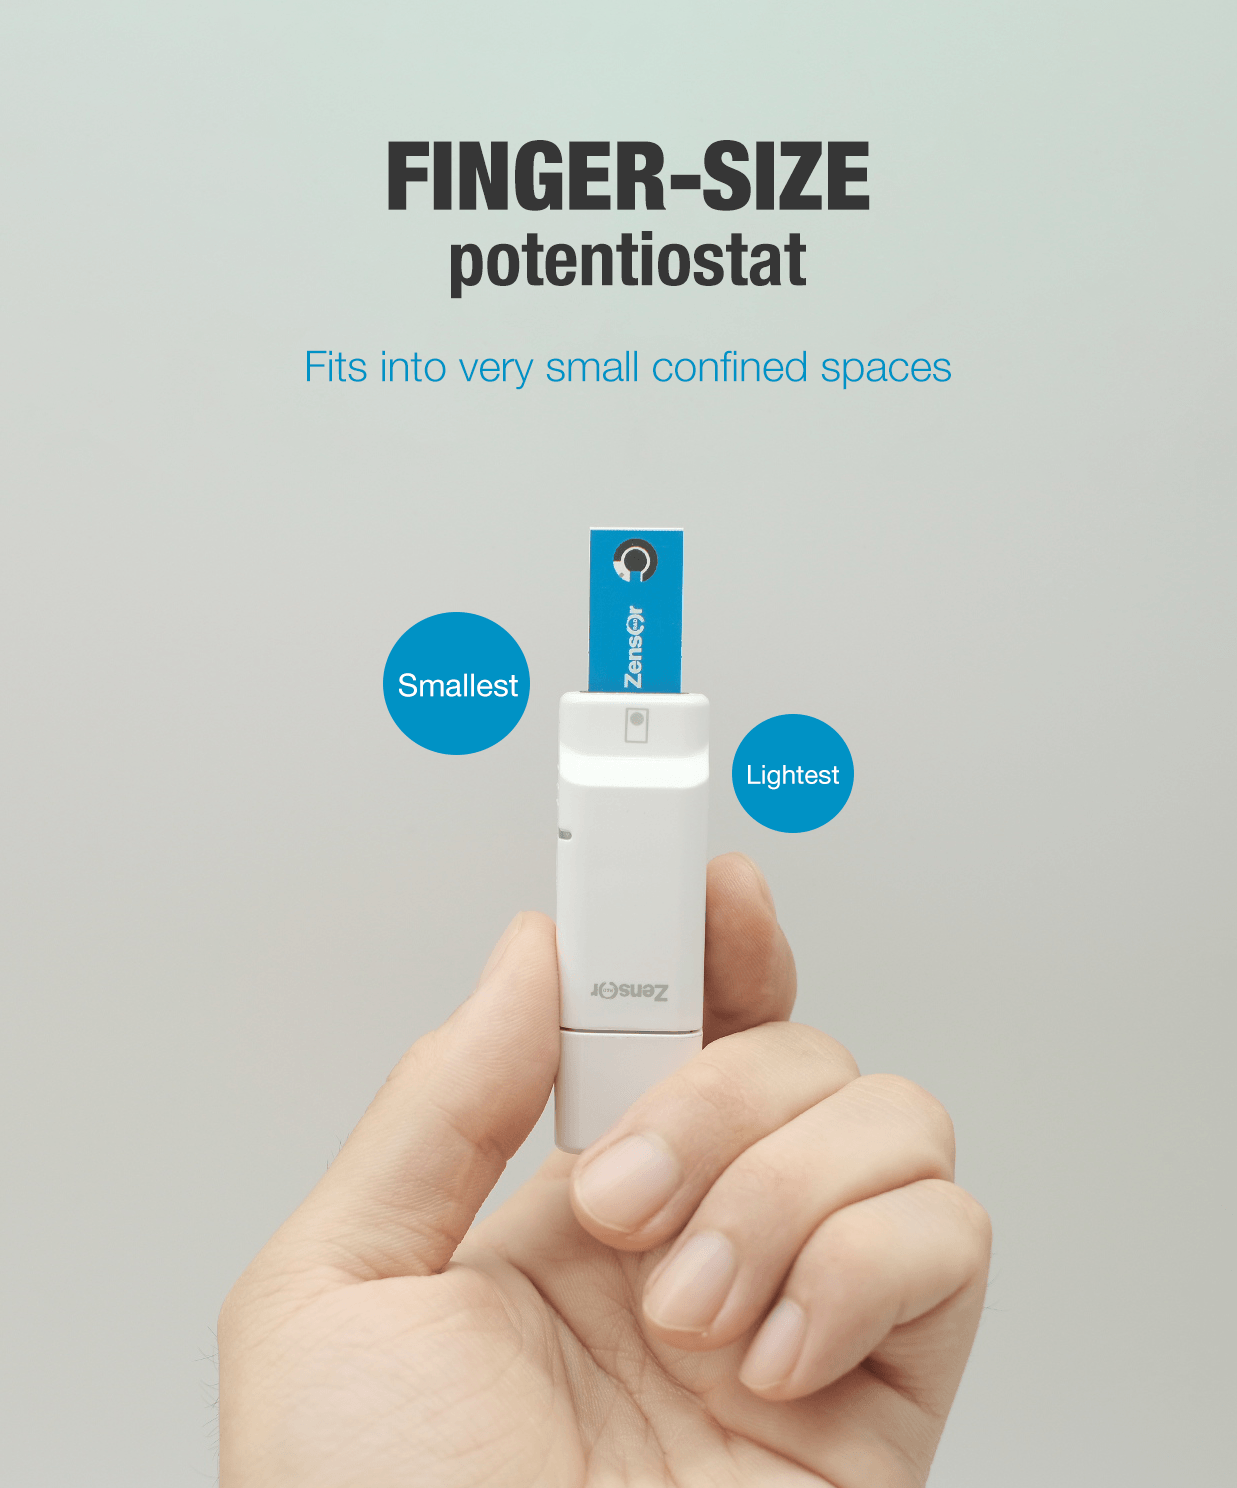 FINGER-SIZE
potentiostat
Fits into very small confined spaces
Zensor
Smallest
Lightest
Zensor